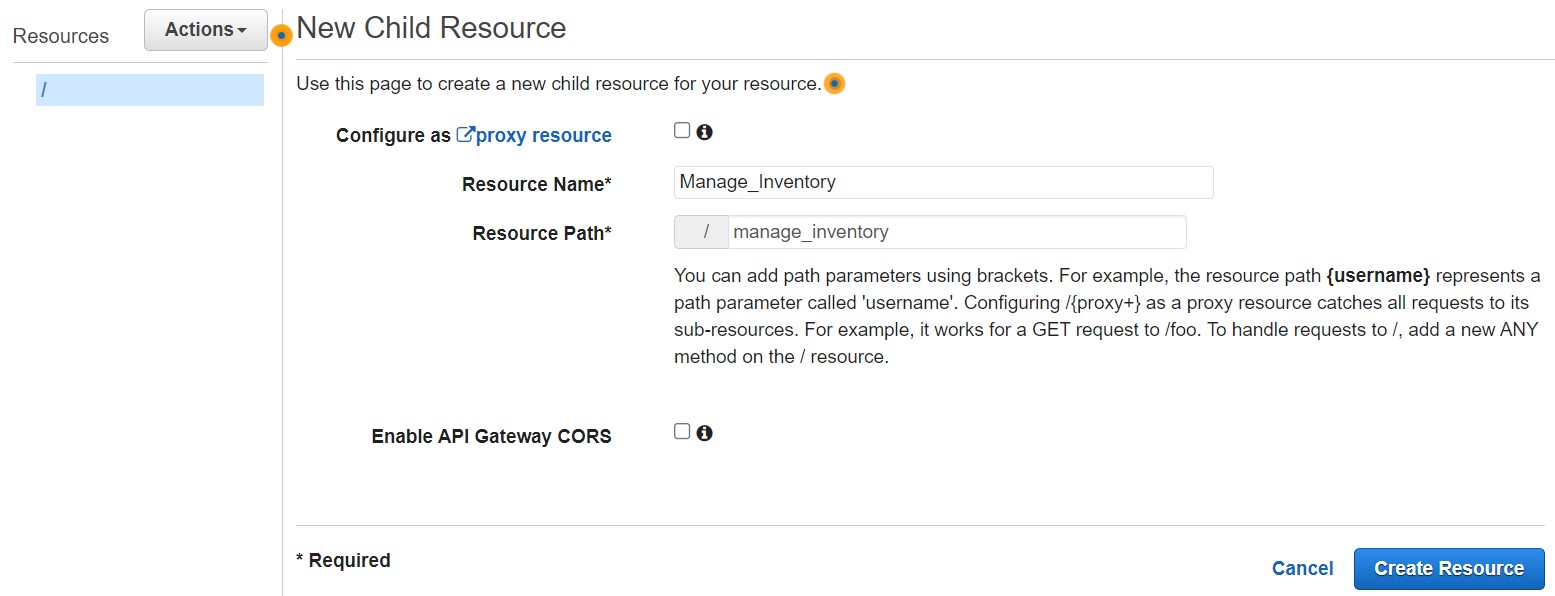 Resources
Actions
/
New Child Resource
Use this page to create a new child resource for your resource.
Configure as proxy resource
Resource Name*
Manage_Inventory
Resource Path*
/ manage_inventory
You can add path parameters using brackets. For example, the resource path {username} represents a
path parameter called 'username'. Configuring /{proxy+} as a proxy resource catches all requests to its
sub-resources. For example, it works for a GET request to /foo. To handle requests to /, add a new ANY
method on the / resource.
Enable API Gateway CORS
* Required
Cancel
Create Resource